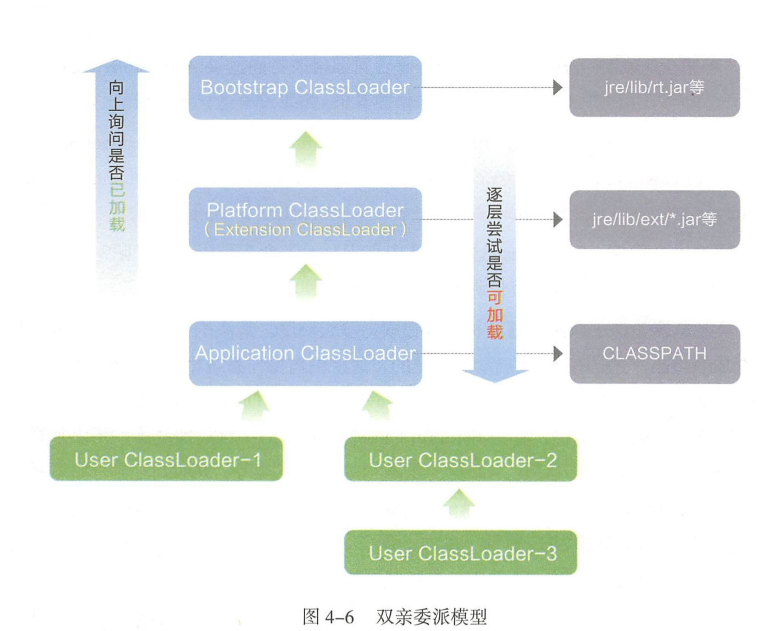 向上询问是否已加载
Bootstrap ClassLoader
jre/lib/rt.jar等
Platform ClassLoader
(Extension ClassLoader)
逐层尝试是否可加载
jre/lib/ext/*.jar等
Application ClassLoader
CLASSPATH
User ClassLoader-1
User ClassLoader-2
User ClassLoader-3
图 4-6 双亲委派模型